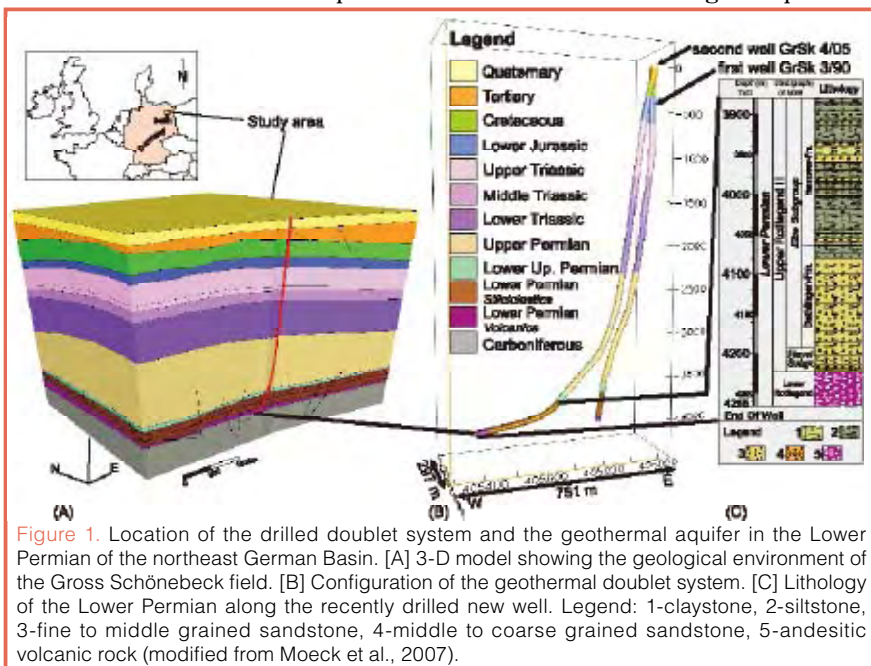 Legend
Quaternary
Tertiary
Cretaceous
Lower Jurassic
Upper Triassic
Middle Triassic
Lower Triassic
Upper Permian
Lower Up. Permian
Lower Permian
Siliciclastics
Lower Permian
Volcanics
Carboniferous
N
Study area
N
E
(A)
second well GrSk 4/05
first well GrSk 3/90
0
500
1000
1500
2000
2500
W
751 m
E
(B)
Lithology
4000
4100
4200
Lower Permian
Upper Rotliegend II
Elbe Subgroup
End Of Well
Legend
1
2
3
4
5
(C)
Figure 1. Location of the drilled doublet system and the geothermal aquifer in the Lower
Permian of the northeast German Basin. [A] 3-D model showing the geological environment of
the Gross Schönebeck field. [B] Configuration of the geothermal doublet system. [C] Lithology
of the Lower Permian along the recently drilled new well. Legend: 1-claystone, 2-siltstone,
3-fine to middle grained sandstone, 4-middle to coarse grained sandstone, 5-andesitic
volcanic rock (modified from Moeck et al., 2007).